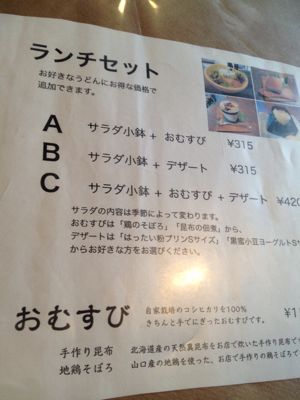 ランチセット
お好きなうどんにお得な価格で
追加できます。
A サラダ小鉢 + おむすび ¥315
B サラダ小鉢 + デザート ¥315
C サラダ小鉢 + おむすび + デザート ¥420
サラダの内容は季節によって変わります。
おむすびは「鶏のそぼろ」「昆布の佃煮」から、
デザートは「はったい粉プリンSサイズ」「黒蜜小豆ヨーグルトS
からお好きな方をお選びください。
おむすび 自家栽培のコシヒカリを100%
きちんと手でにぎったおむすびです。
手作り昆布 北海道産の天然真昆布をお店で炊いた手作り昆布で
地鶏そぼろ 山口産の地鶏を使った、お店で手作りの鶏そぼろで